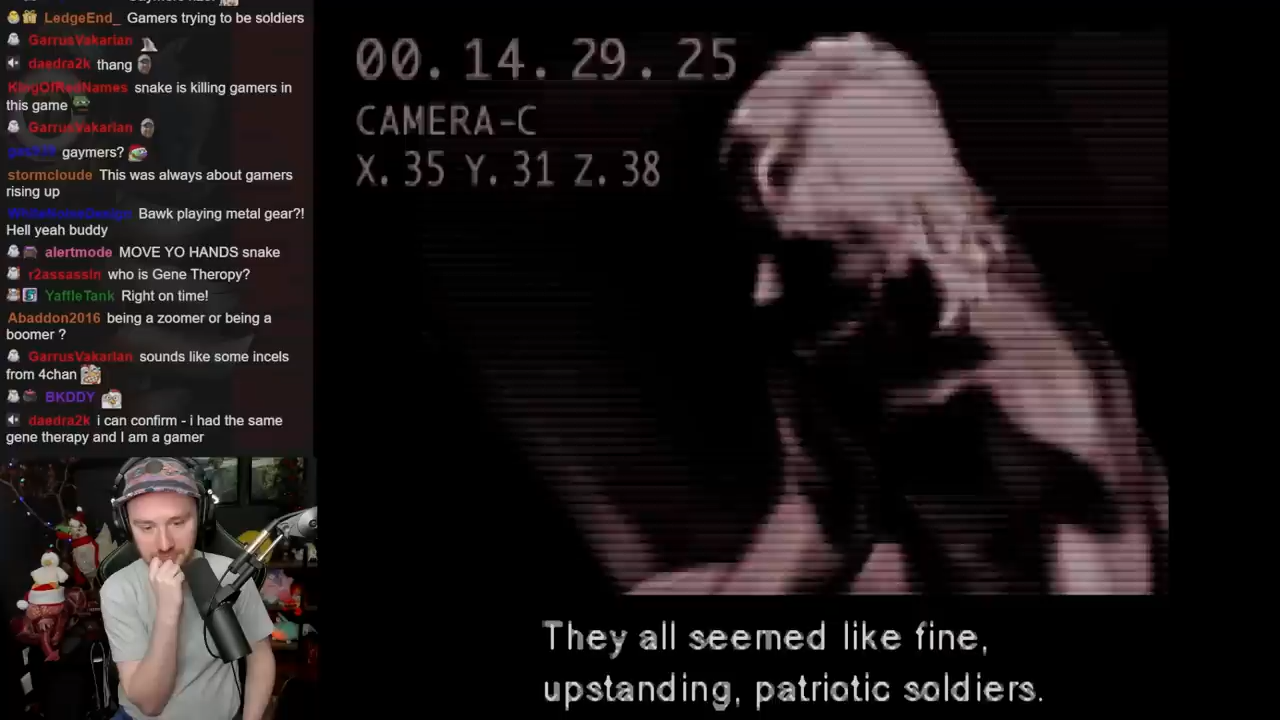 LedgeEnd_ Gamers trying to be soldiers
GarrusVakarian
daedra2k thang
KingOfRedNames snake is killing gamers in
this game
GarrusVakarian
gaymers?
stormcloude This was always about gamers
rising up
WhiteNoiseDesign Bawk playing metal gear?!
Hell yeah buddy
alertmode MOVE YO HANDS snake
r2assassin who is Gene Theropy?
YaffleTank Right on time!
Abaddon2016 being a zoomer or being a
boomer ?
GarrusVakarian sounds like some incels
from 4chan
BKDDY
daedra2k i can confirm - i had the same
gene therapy and I am a gamer
00.14.29.25
CAMERA-C
X.35 Y.31 Z.38
They all seemed like fine,
upstanding, patriotic soldiers.